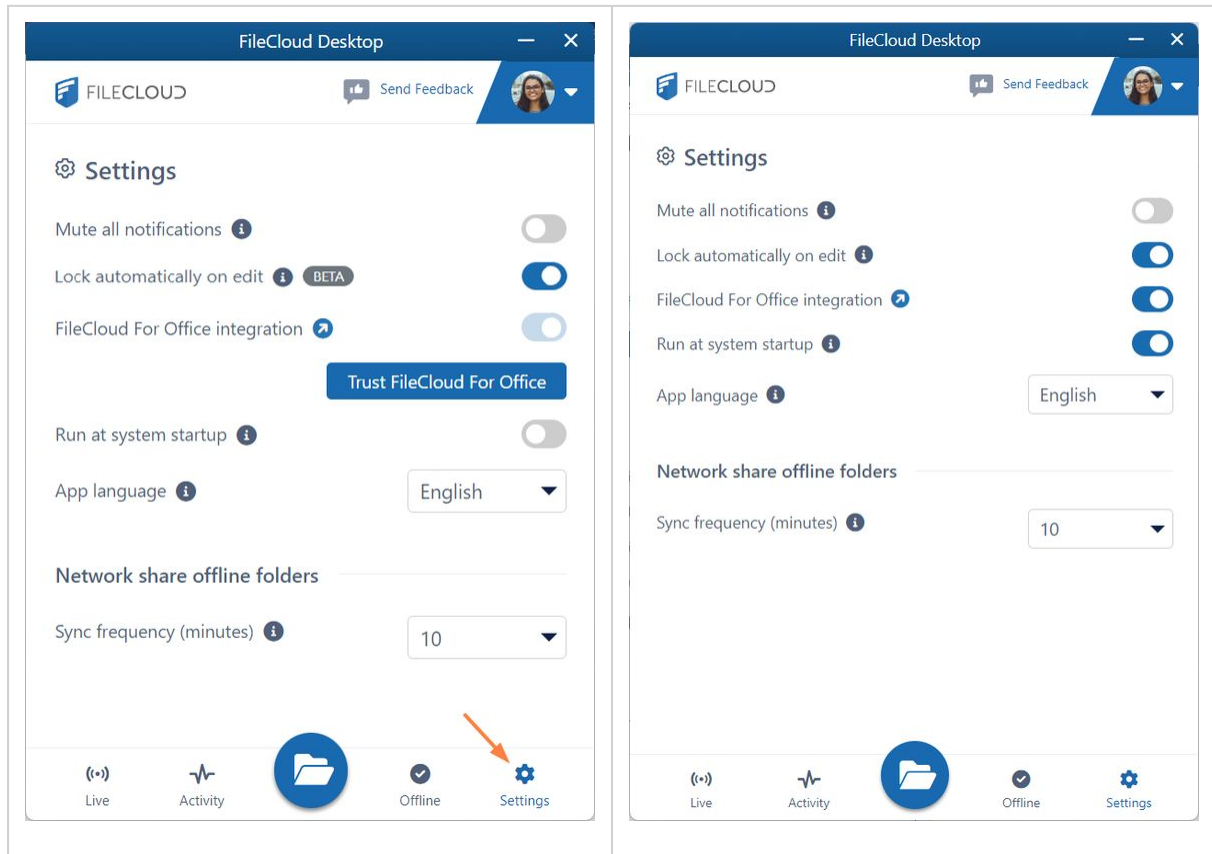 FileCloud Desktop
FILECLOUD
Send Feedback
Settings
Mute all notifications
Lock automatically on edit BETA
FileCloud For Office integration
Trust FileCloud For Office
Run at system startup
App language English
Network share offline folders
Sync frequency (minutes) 10
Live Activity Offline Settings
FileCloud Desktop
FILECLOUD
Send Feedback
Settings
Mute all notifications
Lock automatically on edit
FileCloud For Office integration
Run at system startup
App language English
Network share offline folders
Sync frequency (minutes) 10
Live Activity Offline Settings